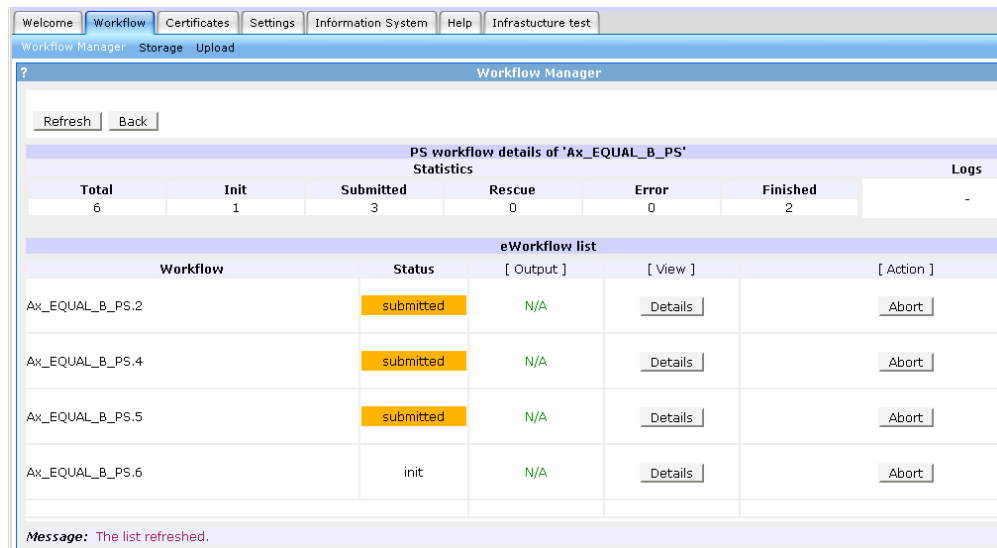 Welcome Workflow Certificates Settings Information System Help Infrastucture test
Workflow Manager Storage Upload
? Workflow Manager
Refresh Back
PS workflow details of 'Ax_EQUAL_B_PS'
Statistics Logs
Total Init Submitted Rescue Error Finished
6 1 3 0 0 2 -
eWorkflow list
Workflow Status [ Output ] [ View ] [ Action ]
Ax_EQUAL_B_PS.2 submitted N/A Details Abort
Ax_EQUAL_B_PS.4 submitted N/A Details Abort
Ax_EQUAL_B_PS.5 submitted N/A Details Abort
Ax_EQUAL_B_PS.6 init N/A Details Abort
Message: The list refreshed.